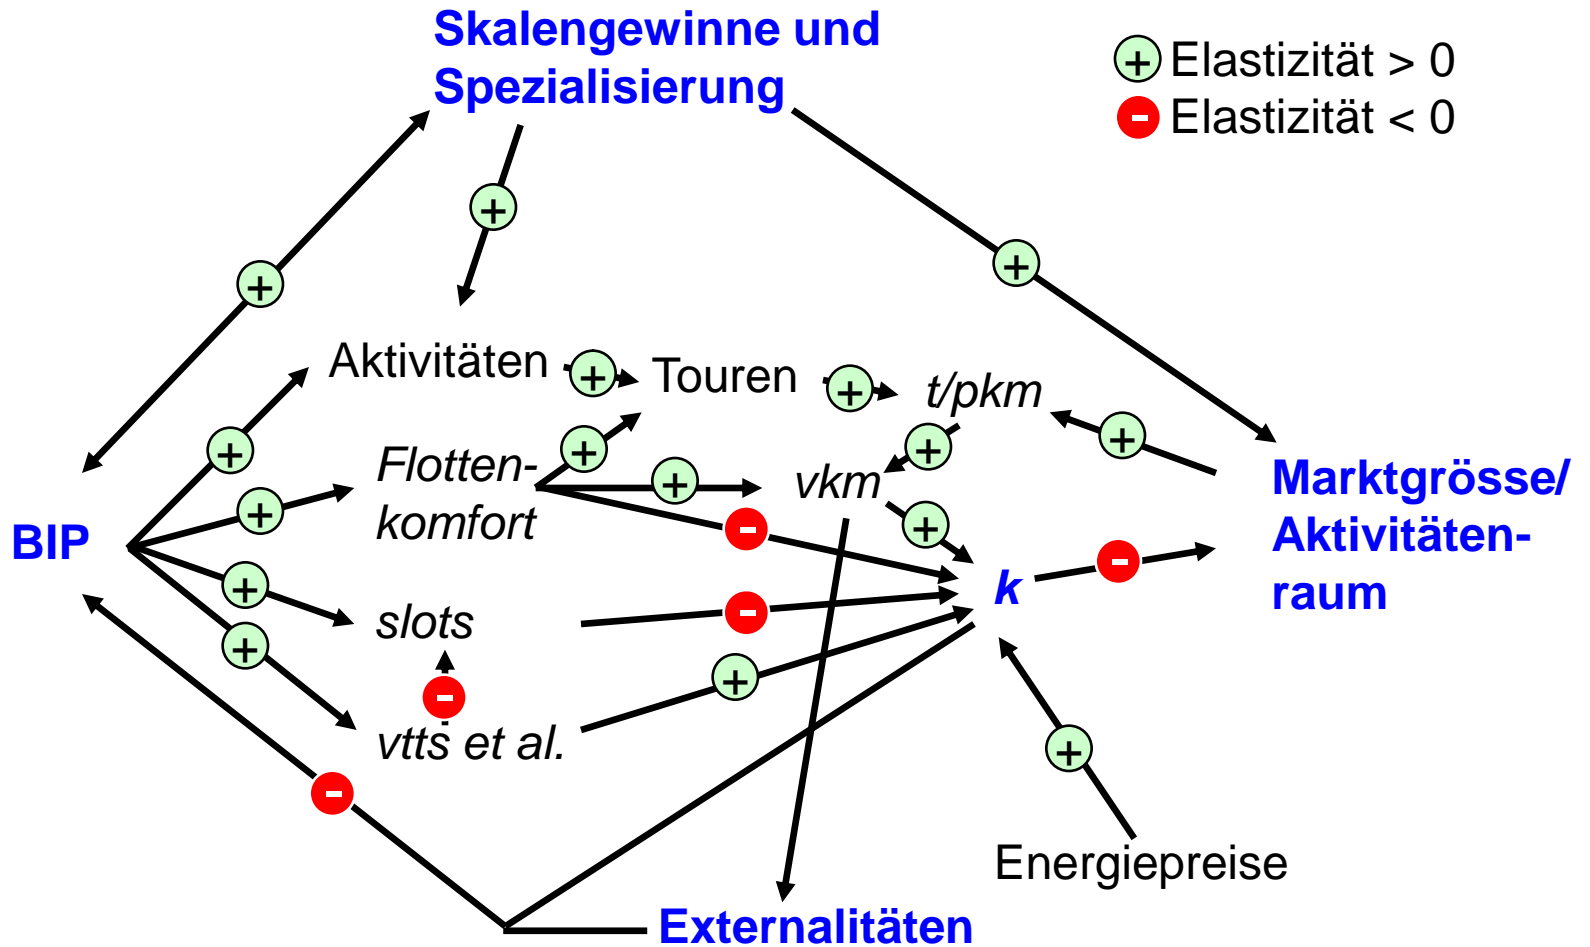 Skalengewinne und
Spezialisierung
+ Elastizität > 0
- Elastizität < 0
+
+
+
Aktivitäten
+
Touren
+
t/pkm
+
+
Flotten-
komfort
+
+
+
vkm
+
Marktgrösse/
Aktivitäten-
raum
BIP
+
-
+
-
k
+
slots
-
+
-
+
vtts et al.
-
+
Energiepreise
Externalitäten